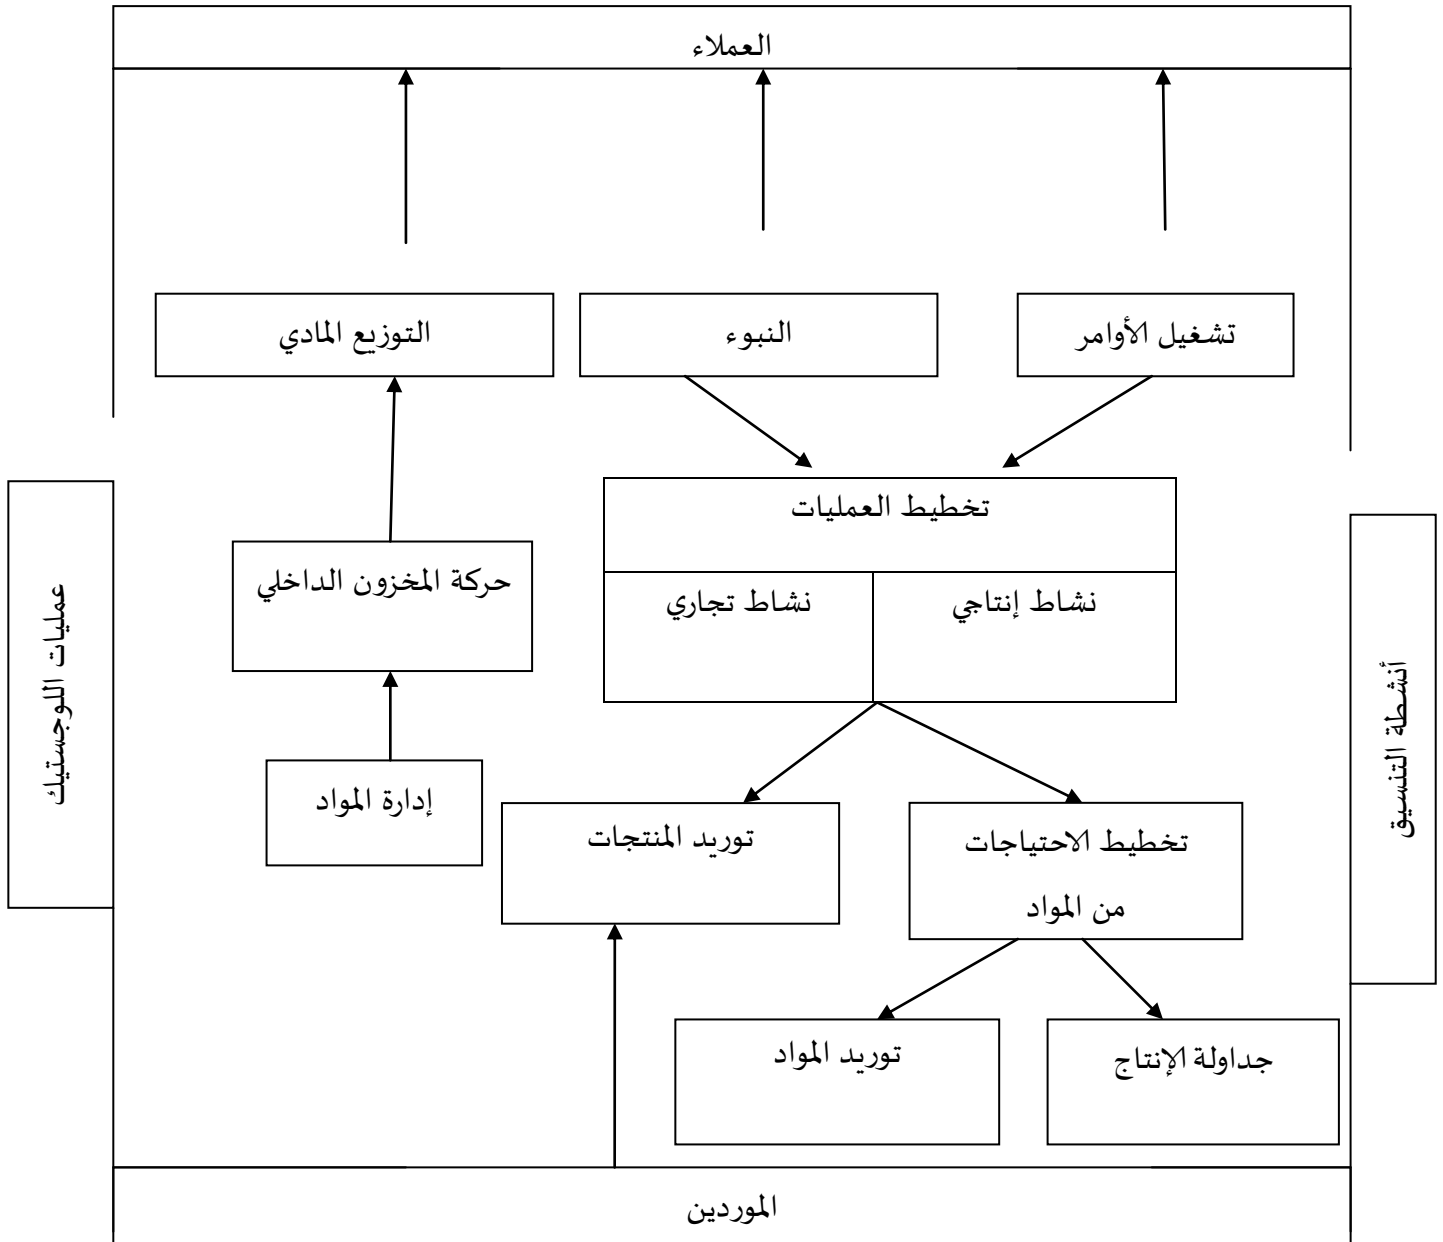 العملاء
تشغيل الأوامر
النبوء
التوزيع المادي
تخطيط العمليات
نشاط إنتاجي
نشاط تجاري
حركة المخزون الداخلي
إدارة المواد
توريد المنتجات
تخطيط الاحتياجات
من المواد
توريد المواد
جداولة الإنتاج
الموردين
أنشطة التنسيق
عمليات اللوجستيك